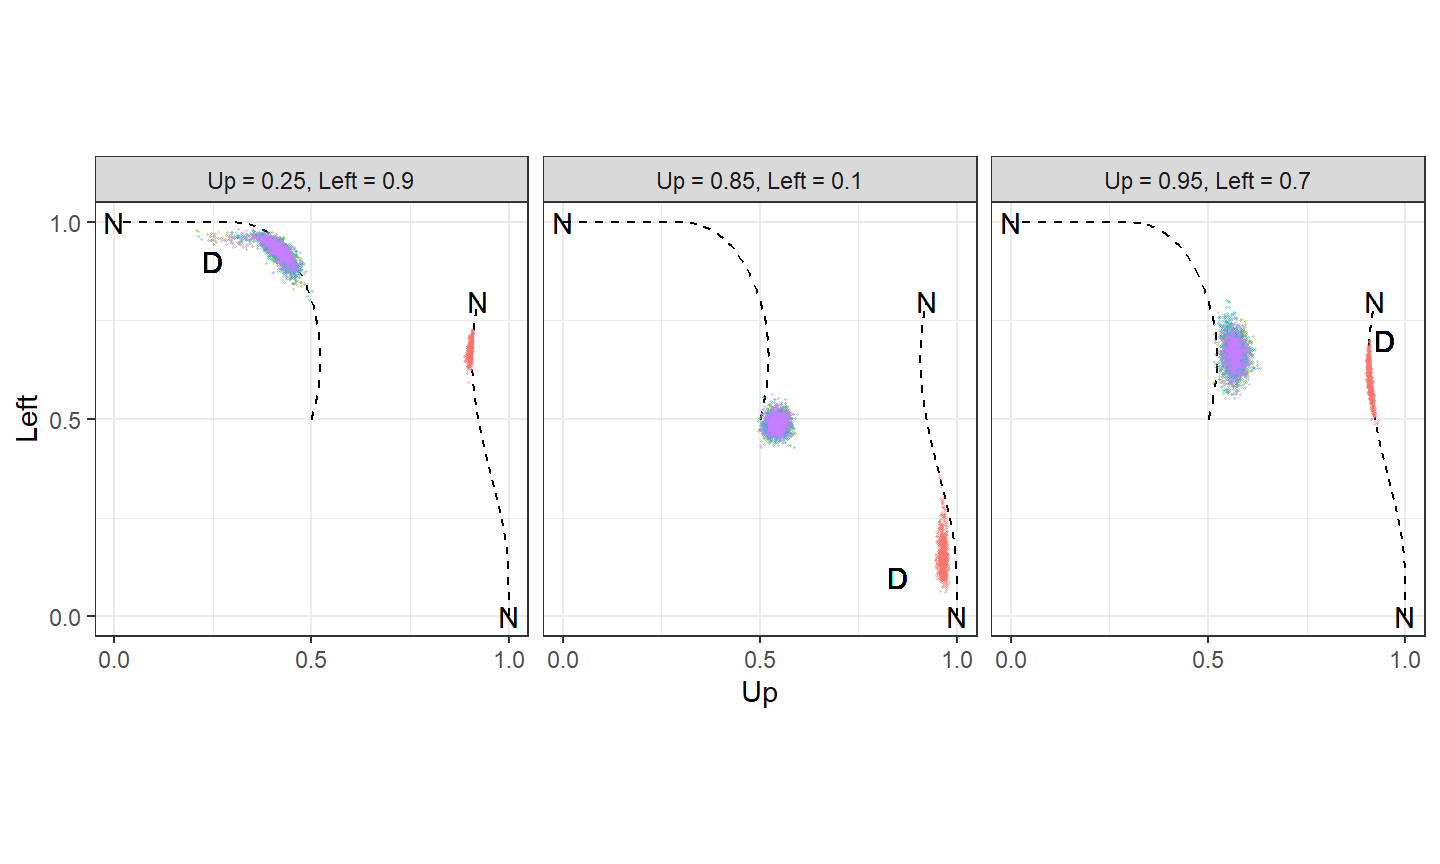 Up = 0.25, Left = 0.9
Up = 0.85, Left = 0.1
Up = 0.95, Left = 0.7
Left
1.0
0.5
0.0
N
D
N
N
N
N
D
N
N
N
D
N
0.0
0.5
1.0
0.0
0.5
1.0
0.0
0.5
1.0
Up